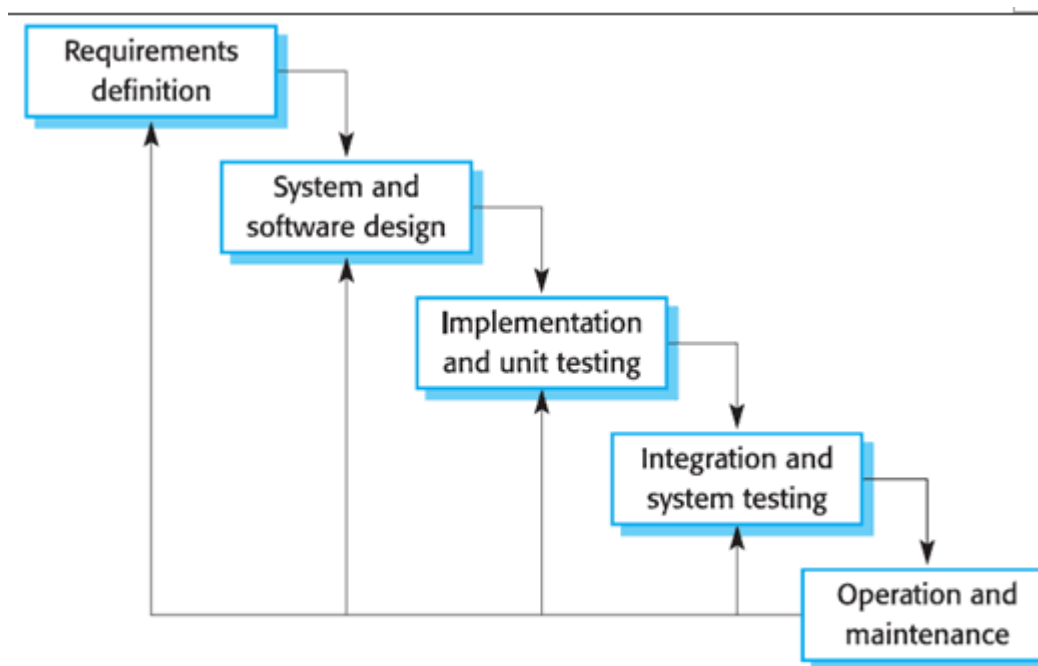 Requirements
definition
System and
software design
Implementation
and unit testing
Integration and
system testing
Operation and
maintenance